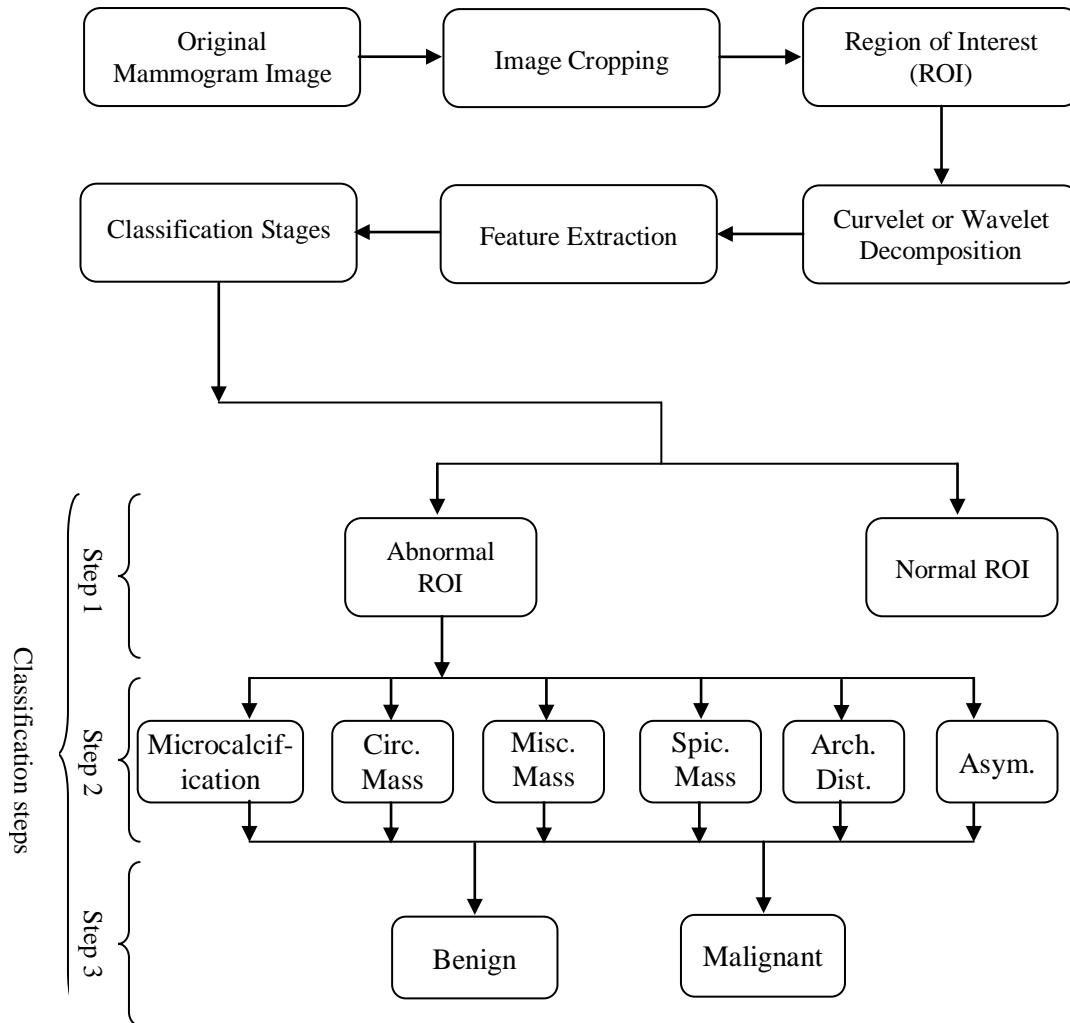 Original
Mammogram Image
Image Cropping
Region of Interest
(ROI)
Classification Stages
Feature Extraction
Curvelet or Wavelet
Decomposition
Classification steps
Step 1
Abnormal
ROI
Normal ROI
Step 2
Microcalcif-
ication
Circ.
Mass
Misc.
Mass
Spic.
Mass
Arch.
Dist.
Asym.
Step 3
Benign
Malignant